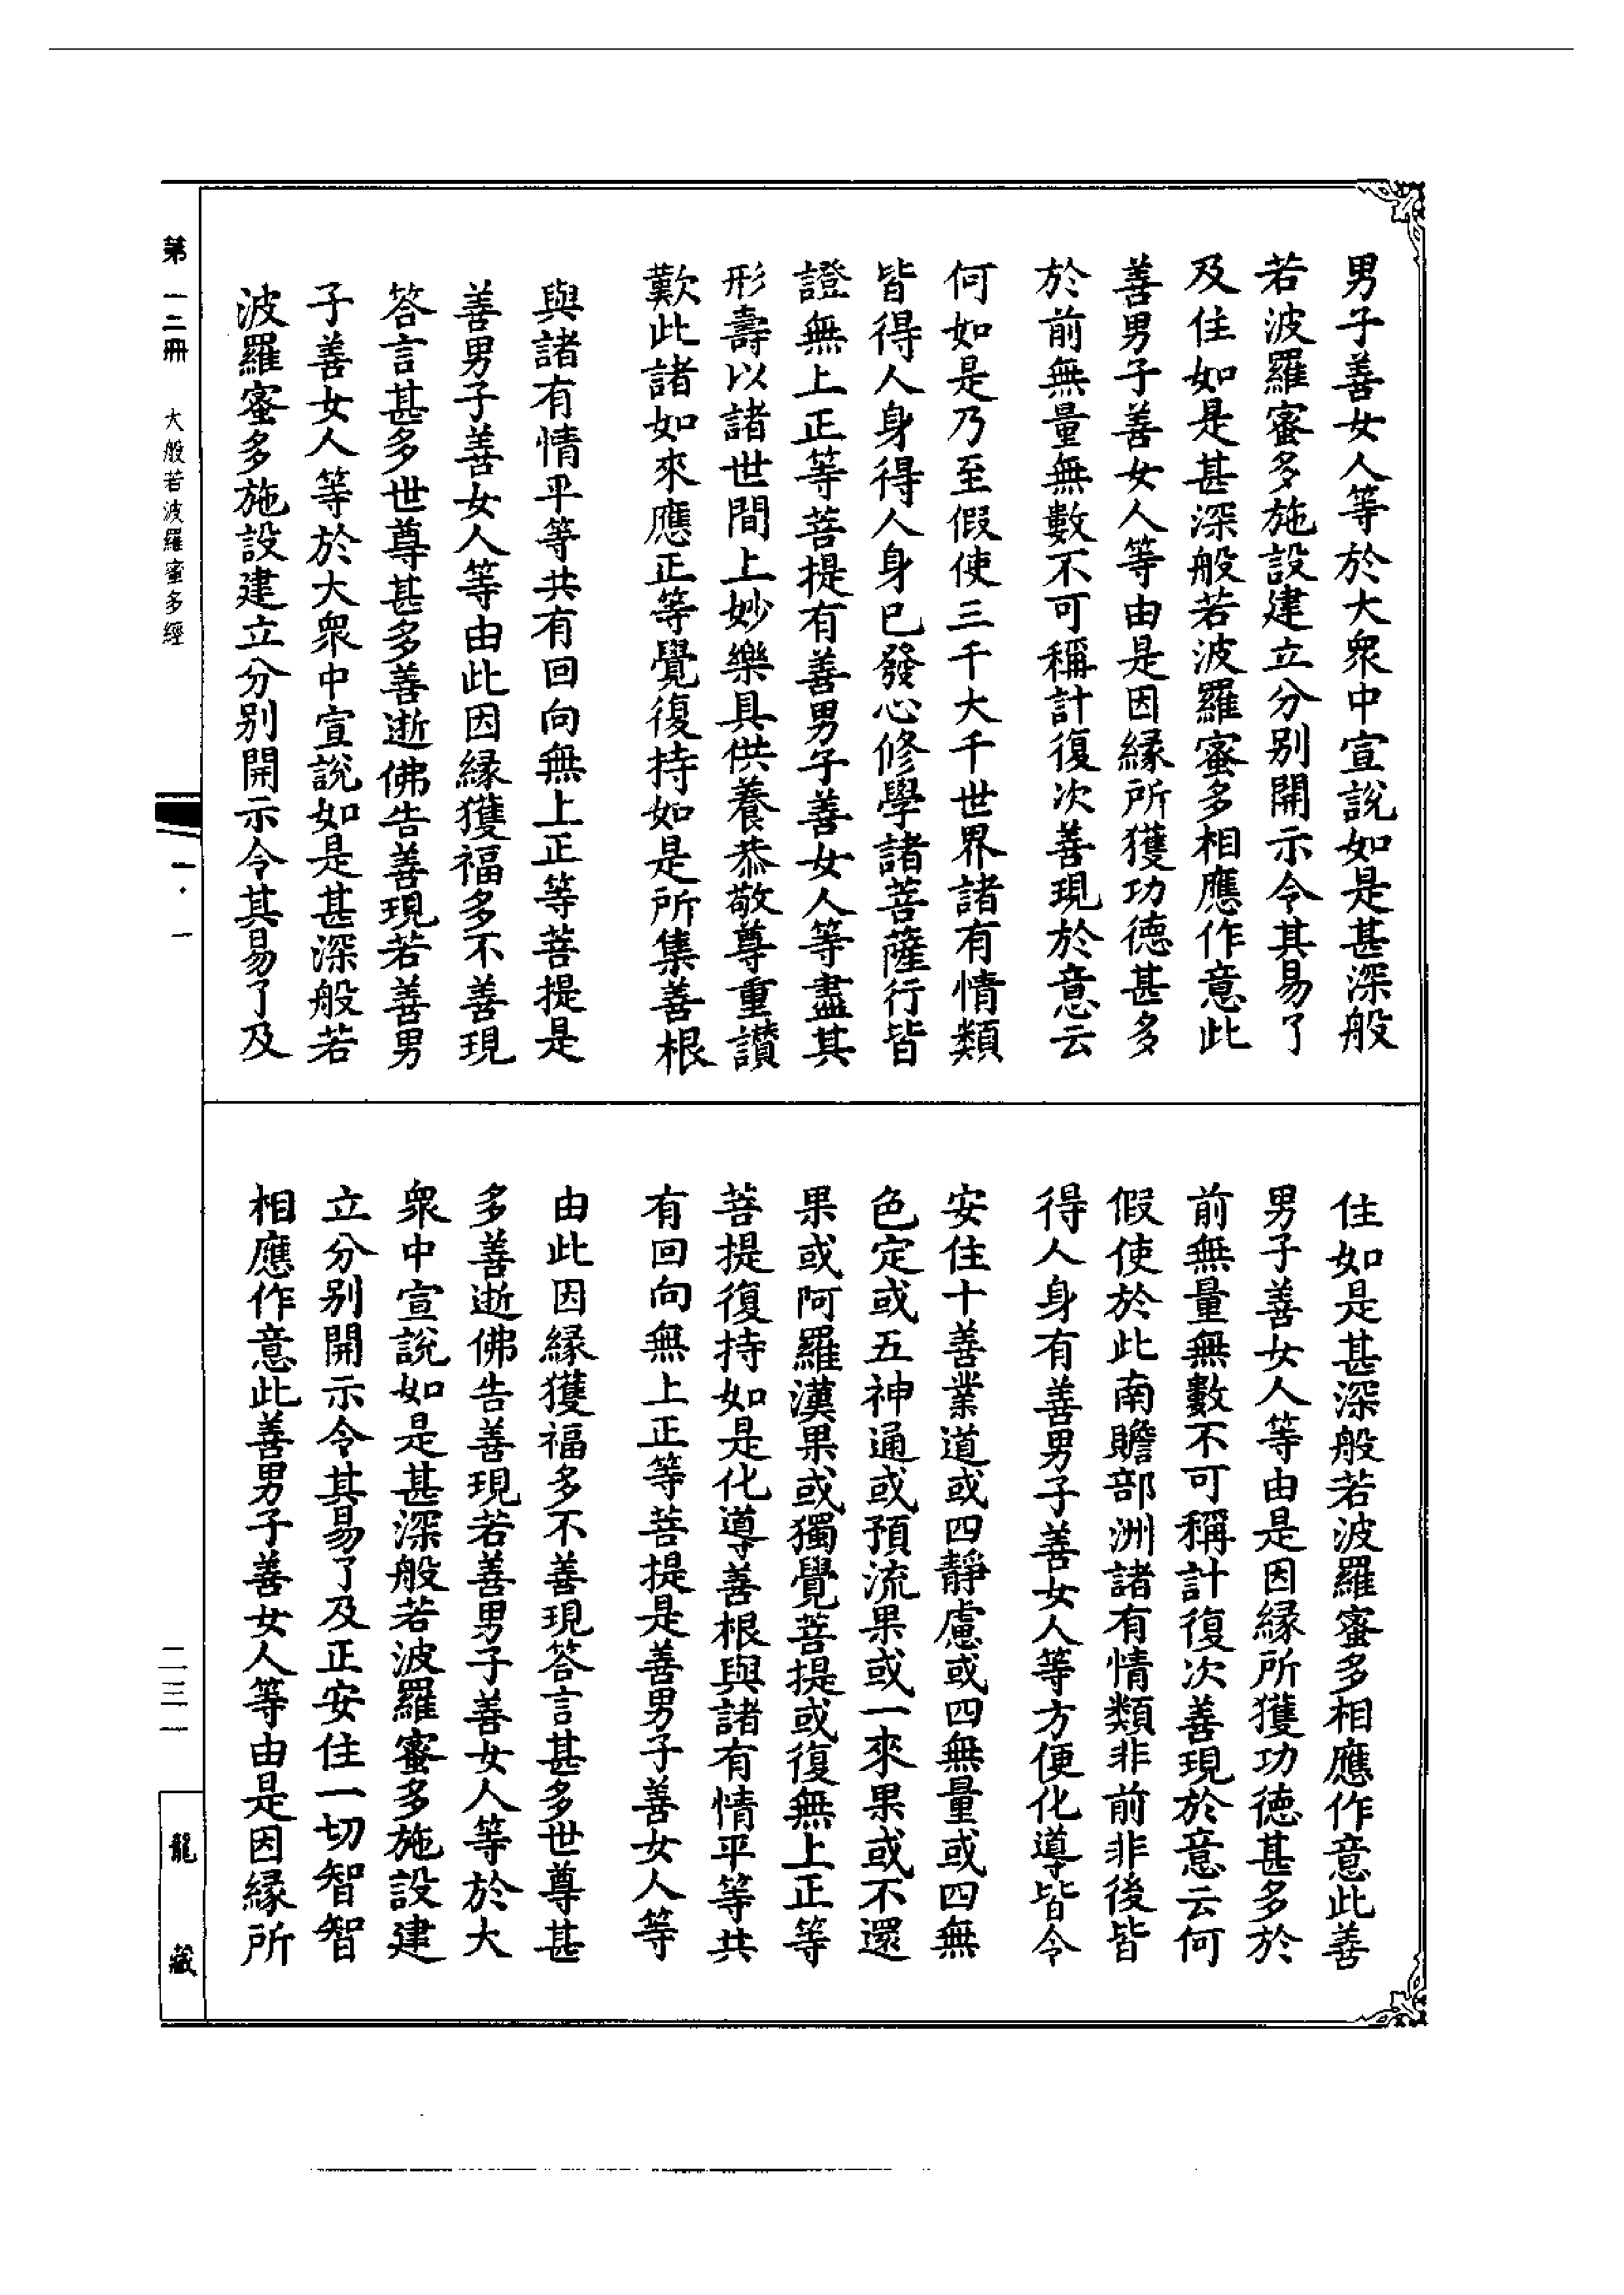 男子善女人等於大衆中宣說如是甚深般
若波羅蜜多施設建立分別開示令其易了
及住如是甚深般若波羅蜜多相應作意此
善男子善女人等由是因緣所獲功德甚多
於前無量無數不可稱計復次善現於意云
何如是乃至假使三千大千世界諸有情類
皆得人身得人身已發心修學諸菩薩行皆
證無上正等菩提有善男子善女人等盡其
形壽以諸世間上妙樂具供養恭敬尊重讃
歎此諸如來應正等覺復持如是所集善根
與諸有情平等共有回向無上正等菩提是
善男子善女人等由此因緣獲福多不善現
答言甚多世尊甚多善逝佛告善現若善男
子善女人等於大衆中宣說如是甚深般若
波羅蜜多施設建立分別開示令其易了及
住如是甚深般若波羅蜜多相應作意此善
男子善女人等由是因緣所獲功德甚多於
前無量無數不可稱計復次善現於意云何
假使於此南贍部洲諸有情類非前非後皆
得人身有善男子善女人等方便化導皆令
安住十善業道或四靜慮或四無量或四無
色定或五神通或預流果或一來果或不還
果或阿羅漢果或獨覺菩提或復無上正等
菩提復持如是化導善根與諸有情平等共
有回向無上正等菩提是善男子善女人等
由此因緣獲福多不善現答言甚多世尊甚
多善逝佛告善現若善男子善女人等於大
衆中宣說如是甚深般若波羅蜜多施設建
立分別開示令其易了及正安住一切智智
相應作意此善男子善女人等由是因緣所
第一二冊 大般若波羅蜜多經 一·一 二三一 龍藏